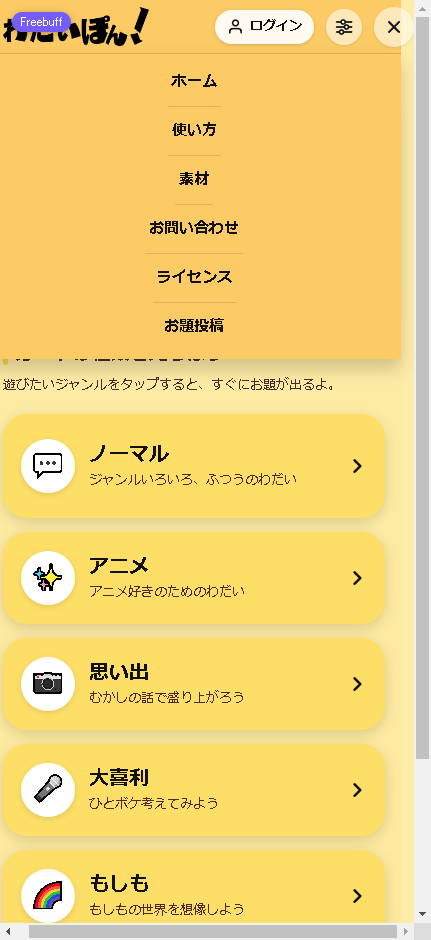 Freebuff
わだいぽん!
ログイン
ホーム
使い方
素材
お問い合わせ
ライセンス
お題投稿
遊びたいジャンルをタップすると、すぐにお題が出るよ。
ノーマル
ジャンルいろいろ、ふつうのわだい
アニメ
アニメ好きのためのわだい
思い出
むかしの話で盛り上がろう
大喜利
ひとボケ考えてみよう
もしも
もしもの世界を想像しよう